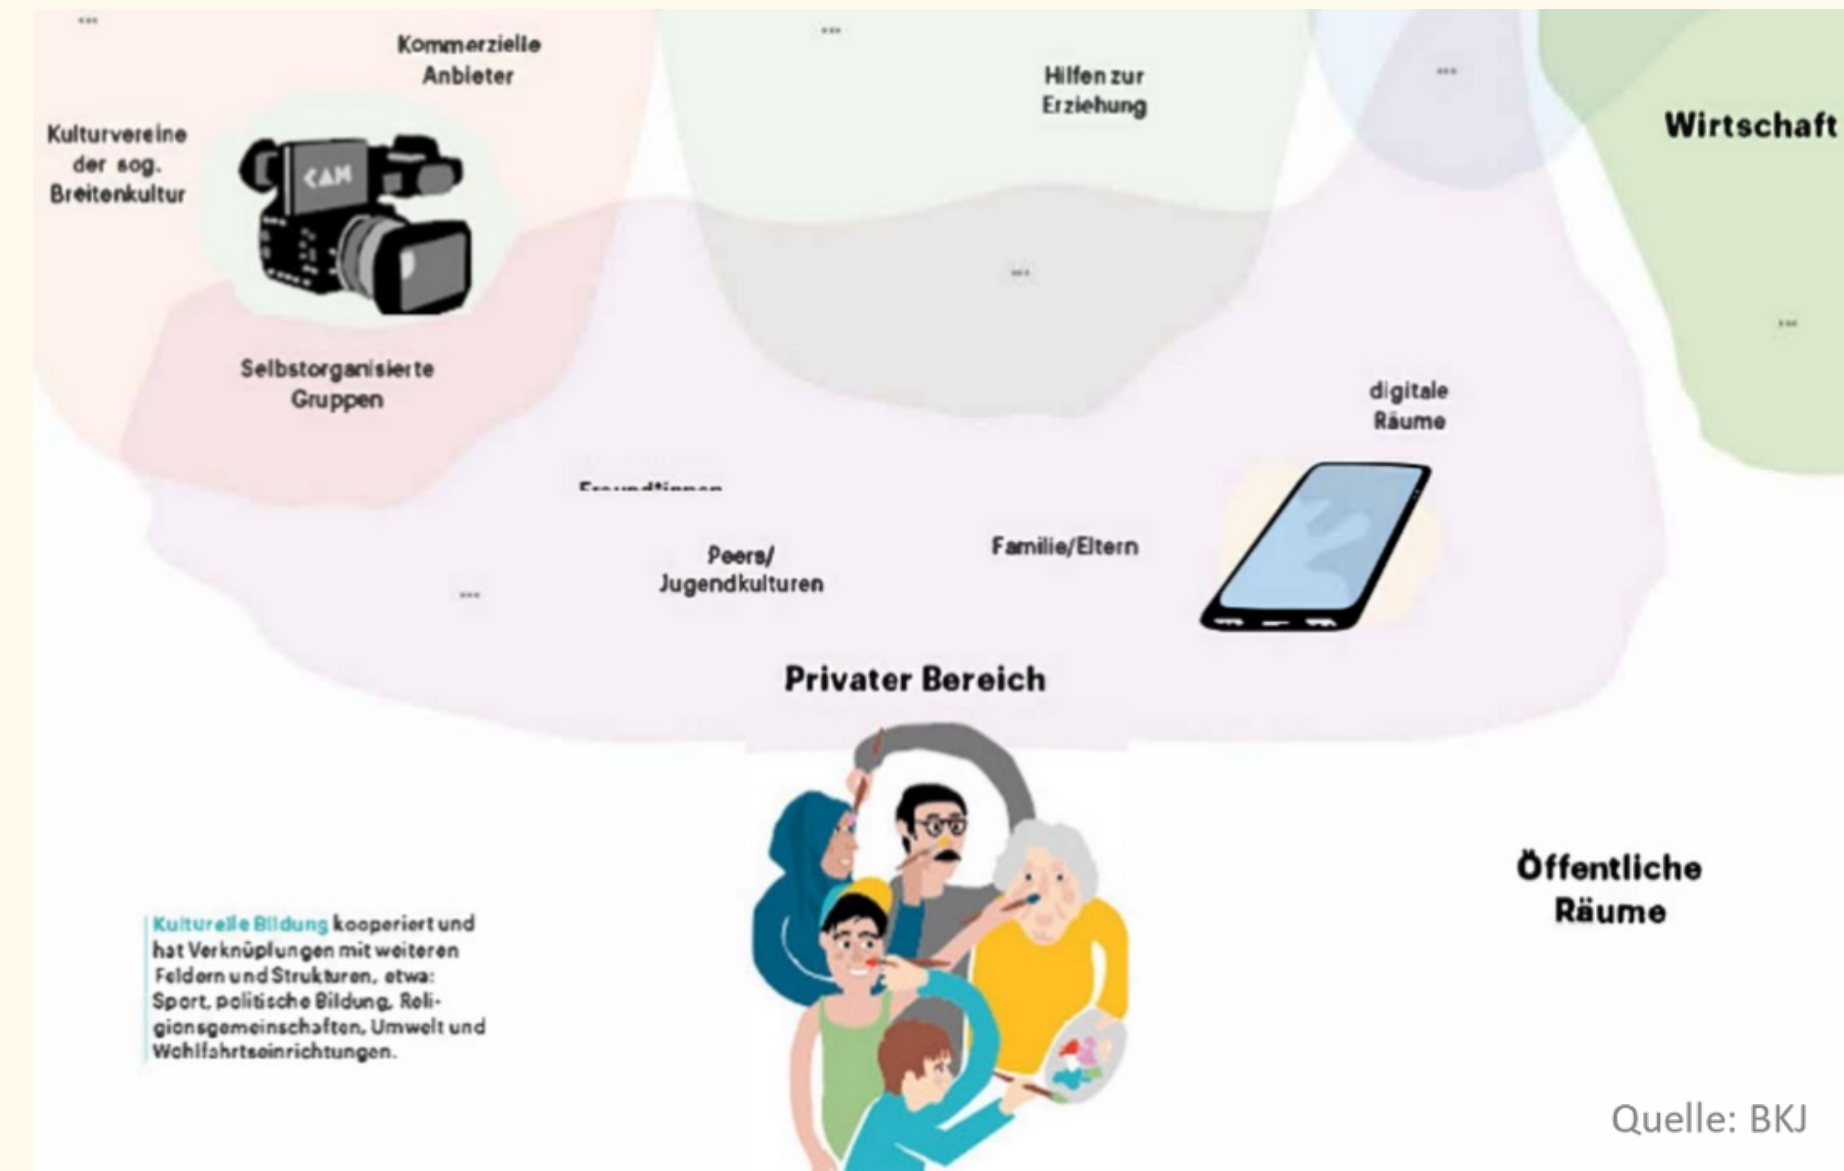 ...
Kommerzielle
Anbieter
...
Hilfen zur
Erziehung
...
Wirtschaft
Kulturvereine
der sog.
Breitenkultur
CAM
...
...
Selbstorganisierte
Gruppen
digitale
Räume
Freund*innen
Peers/
Jugendkulturen
Familie/Eltern
...
Privater Bereich
Öffentliche
Räume
Kulturelle Bildung kooperiert und
hat Verknüpfungen mit weiteren
Feldern und Strukturen, etwa:
Sport, politische Bildung, Reli-
gionsgemeinschaften, Umwelt und
Wohlfahrtseinrichtungen.
Quelle: BKJ